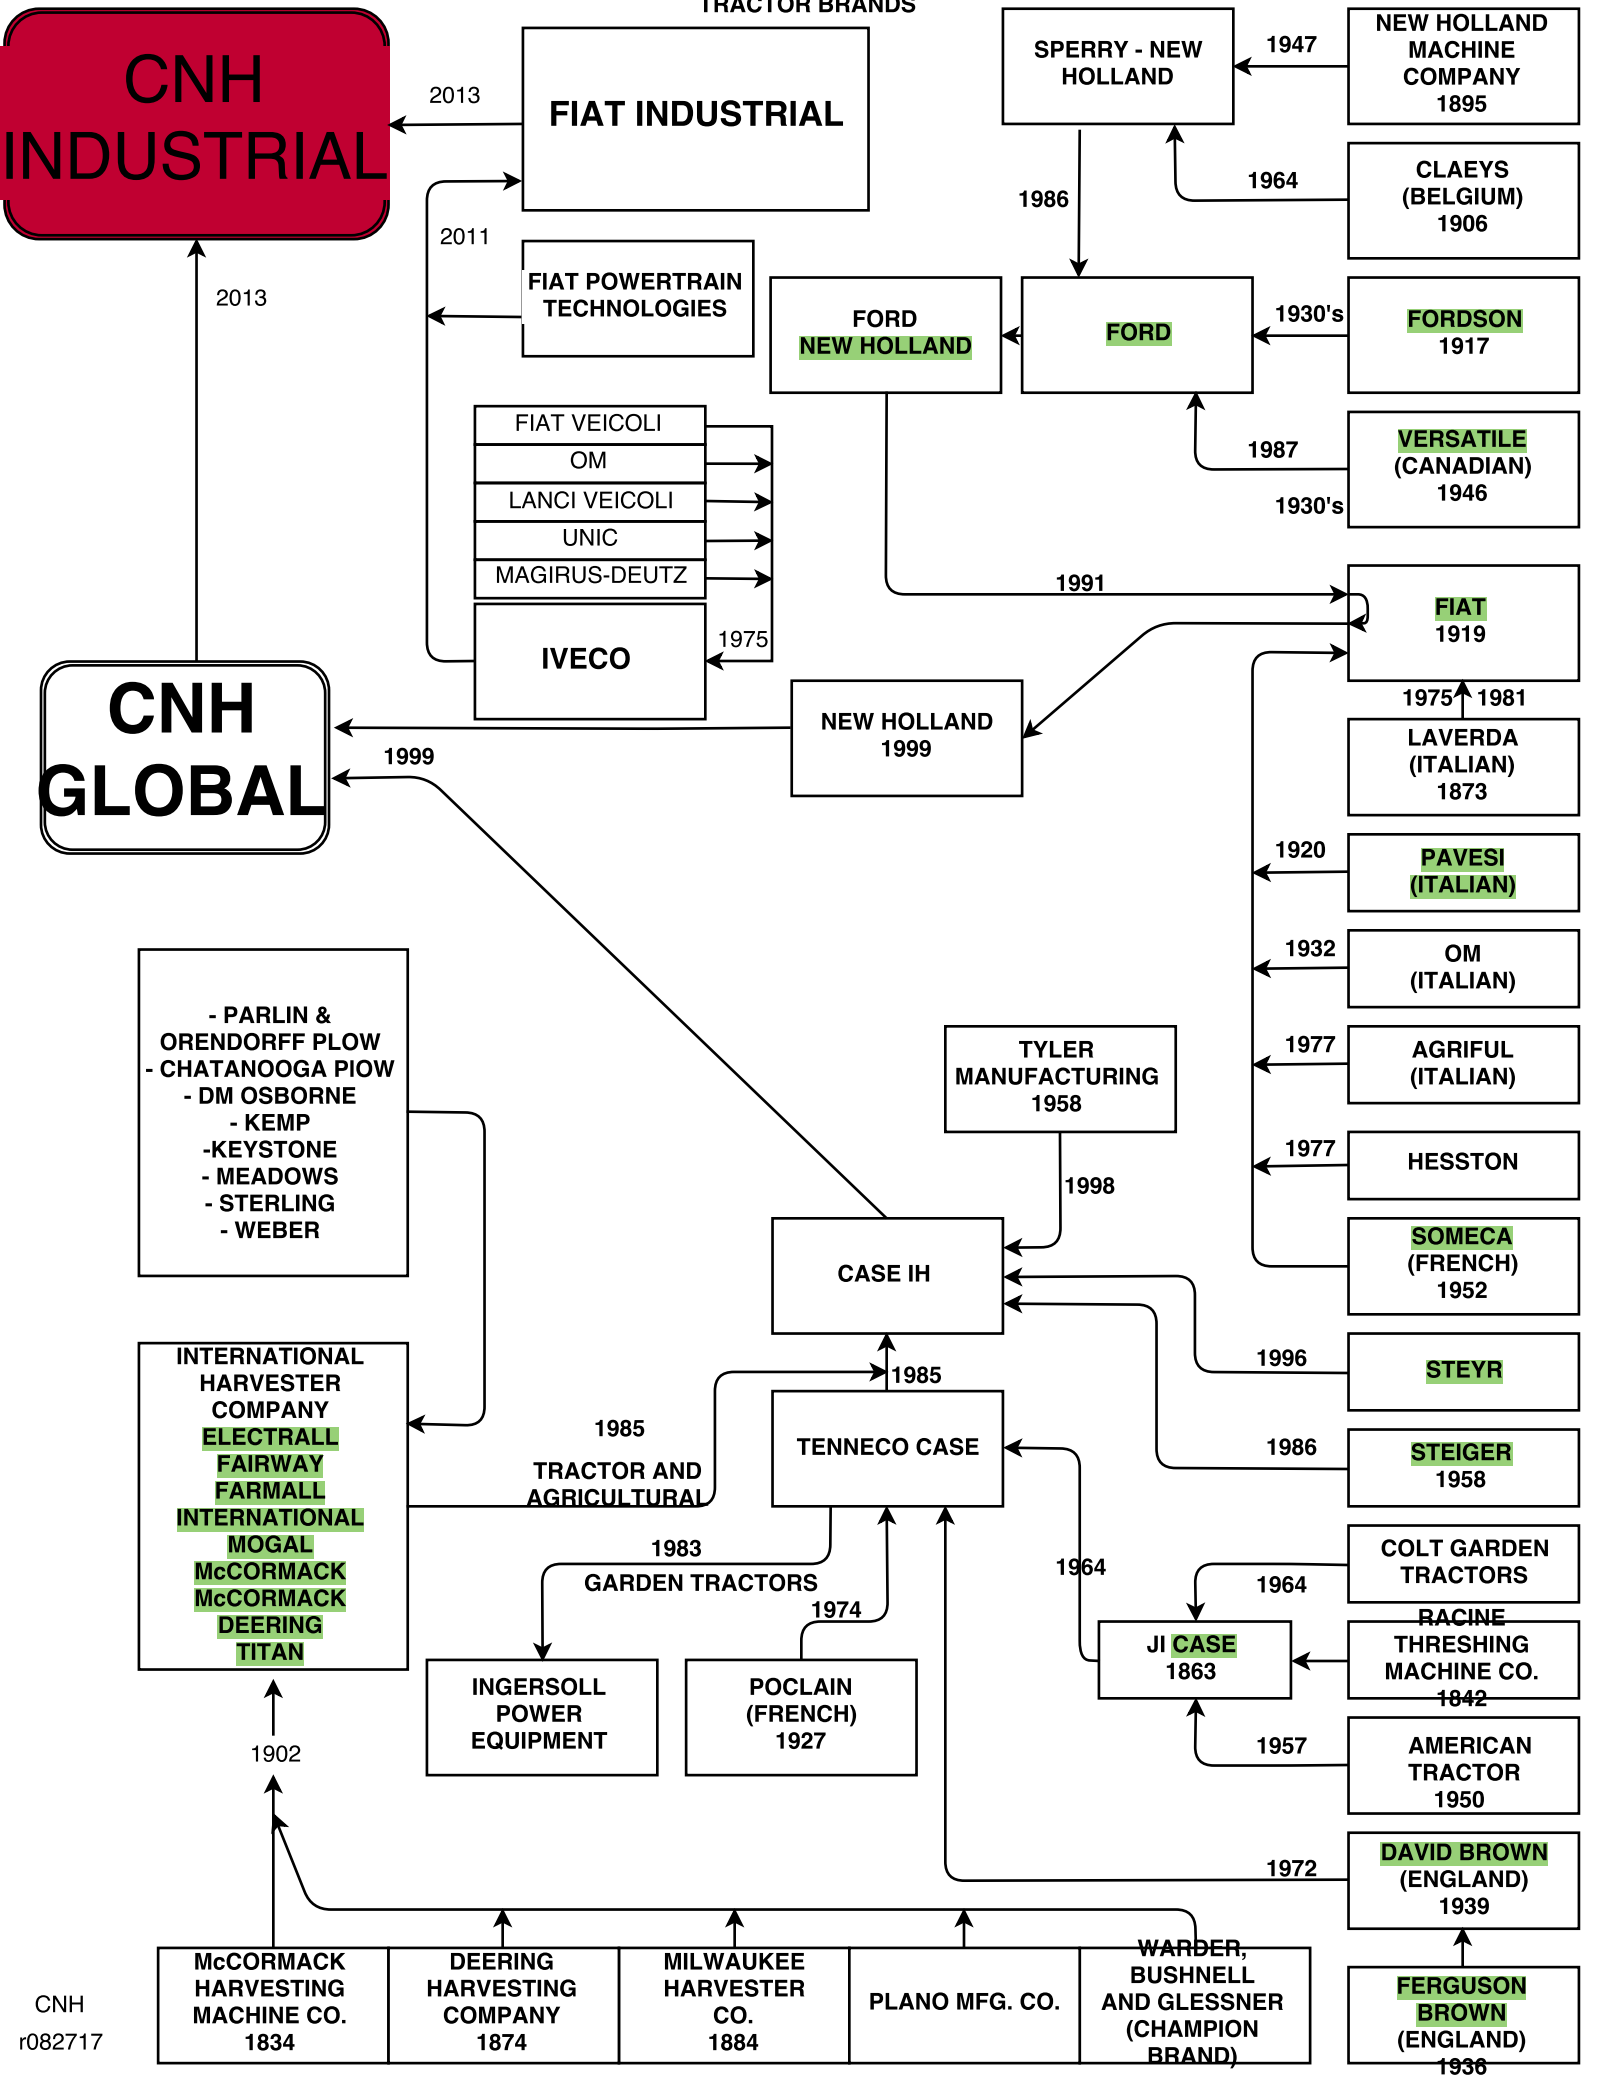 TRACTOR BRANDS
CNH
INDUSTRIAL
2013
FIAT INDUSTRIAL
SPERRY - NEW
HOLLAND
1947
NEW HOLLAND
MACHINE
COMPANY
1895
1964
CLAEYS
(BELGIUM)
1906
1986
2011
2013
FIAT POWERTRAIN
TECHNOLOGIES
FORD
NEW HOLLAND
FORD
1930's
FORDSON
1917
FIAT VEICOLI
OM
LANCI VEICOLI
UNIC
MAGIRUS-DEUTZ
1987
VERSATILE
(CANADIAN)
1946
1930's
1991
FIAT
1919
IVECO
1975
1975
1981
CNH
GLOBAL
NEW HOLLAND
1999
1999
LAVERDA
(ITALIAN)
1873
1920
PAVESI
(ITALIAN)
1932
OM
(ITALIAN)
- PARLIN &
ORENDORFF PLOW
- CHATANOOGA PIOW
- DM OSBORNE
- KEMP
-KEYSTONE
- MEADOWS
- STERLING
- WEBER
TYLER
MANUFACTURING
1958
1977
AGRIFUL
(ITALIAN)
1977
HESSTON
1998
CASE IH
SOMECA
(FRENCH)
1952
1996
STEYR
INTERNATIONAL
HARVESTER
COMPANY
ELECTRALL
FAIRWAY
FARMALL
INTERNATIONAL
MOGAL
McCORMACK
McCORMACK
DEERING
TITAN
1985
1985
TRACTOR AND
AGRICULTURAL
TENNECO CASE
1986
STEIGER
1958
1983
GARDEN TRACTORS
1974
1964
1964
COLT GARDEN
TRACTORS
JI CASE
1863
RACINE
THRESHING
MACHINE CO.
1842
INGERSOLL
POWER
EQUIPMENT
POCLAIN
(FRENCH)
1927
1902
1957
AMERICAN
TRACTOR
1950
1972
DAVID BROWN
(ENGLAND)
1939
CNH
r082717
McCORMACK
HARVESTING
MACHINE CO.
1834
DEERING
HARVESTING
COMPANY
1874
MILWAUKEE
HARVESTER
CO.
1884
PLANO MFG. CO.
WARDER,
BUSHNELL
AND GLESSNER
(CHAMPION
BRAND)
FERGUSON
BROWN
(ENGLAND)
1936